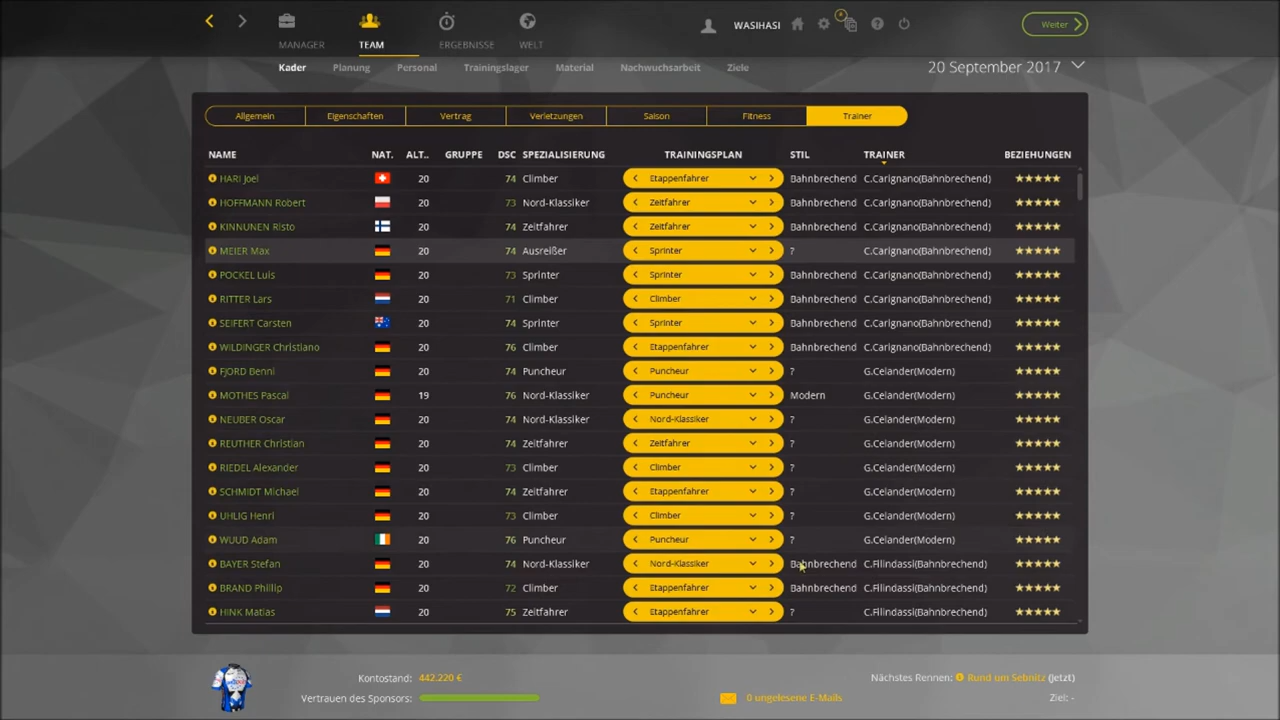 MANAGER TEAM ERGEBNISSE WELT WASIHASI Weiter
Kader Planung Personal Trainingslager Material Nachwuchsarbeit Ziele 20 September 2017
Allgemein Eigenschaften Vertrag Verletzungen Saison Fitness Trainer
NAME NAT. ALT.. GRUPPE DSC SPEZIALISIERUNG TRAININGSPLAN STIL TRAINER BEZIEHUNGEN
HARI Joel 20 74 Climber Etappenfahrer Bahnbrechend C.Carignano(Bahnbrechend)
HOFFMANN Robert 20 73 Nord-Klassiker Zeitfahrer Bahnbrechend C.Carignano(Bahnbrechend)
KINNUNEN Risto 20 74 Zeitfahrer Zeitfahrer Bahnbrechend C.Carignano(Bahnbrechend)
MEIER Max 20 74 Ausreißer Sprinter ? C.Carignano(Bahnbrechend)
POCKEL Luis 20 73 Sprinter Sprinter Bahnbrechend C.Carignano(Bahnbrechend)
RITTER Lars 20 71 Climber Climber Bahnbrechend C.Carignano(Bahnbrechend)
SEIFERT Carsten 20 74 Sprinter Sprinter Bahnbrechend C.Carignano(Bahnbrechend)
WILDINGER Christiano 20 76 Climber Etappenfahrer Bahnbrechend C.Carignano(Bahnbrechend)
FJORD Benni 20 74 Puncheur Puncheur ? G.Celander(Modern)
MOTHES Pascal 19 76 Nord-Klassiker Puncheur Modern G.Celander(Modern)
NEUBER Oscar 20 74 Nord-Klassiker Nord-Klassiker ? G.Celander(Modern)
REUTHER Christian 20 74 Zeitfahrer Zeitfahrer ? G.Celander(Modern)
RIEDEL Alexander 20 73 Climber Climber ? G.Celander(Modern)
SCHMIDT Michael 20 74 Zeitfahrer Etappenfahrer ? G.Celander(Modern)
UHLIG Henri 20 73 Climber Climber ? G.Celander(Modern)
WUUD Adam 20 76 Puncheur Puncheur ? G.Celander(Modern)
BAYER Stefan 20 74 Nord-Klassiker Nord-Klassiker Bahnbrechend C.Filindassi(Bahnbrechend)
BRAND Phillip 20 72 Climber Etappenfahrer Bahnbrechend C.Filindassi(Bahnbrechend)
HINK Matias 20 75 Zeitfahrer Etappenfahrer ? C.Filindassi(Bahnbrechend)
Kontostand: 442.220 € Nächstes Rennen: Rund um Sebnitz (Jetzt)
Vertrauen des Sponsors: 0 ungelesene E-Mails Ziel: -